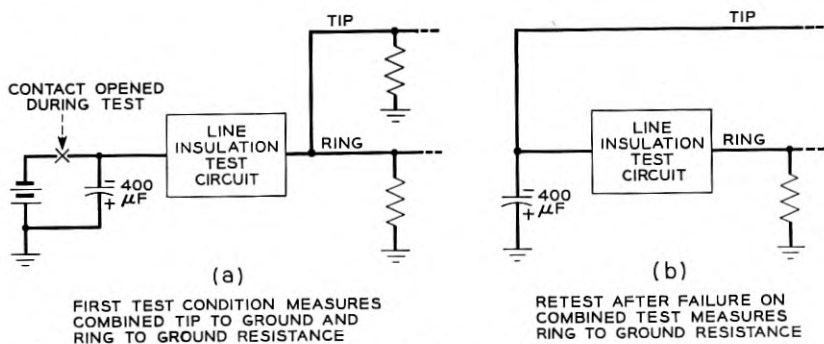 TIP
CONTACT OPENED
DURING TEST
LINE
INSULATION
TEST
CIRCUIT
RING
− 400
+ μF
(a)
FIRST TEST CONDITION MEASURES
COMBINED TIP TO GROUND AND
RING TO GROUND RESISTANCE
TIP
LINE
INSULATION
TEST
CIRCUIT
RING
− 400
+ μF
(b)
RETEST AFTER FAILURE ON
COMBINED TEST MEASURES
RING TO GROUND RESISTANCE